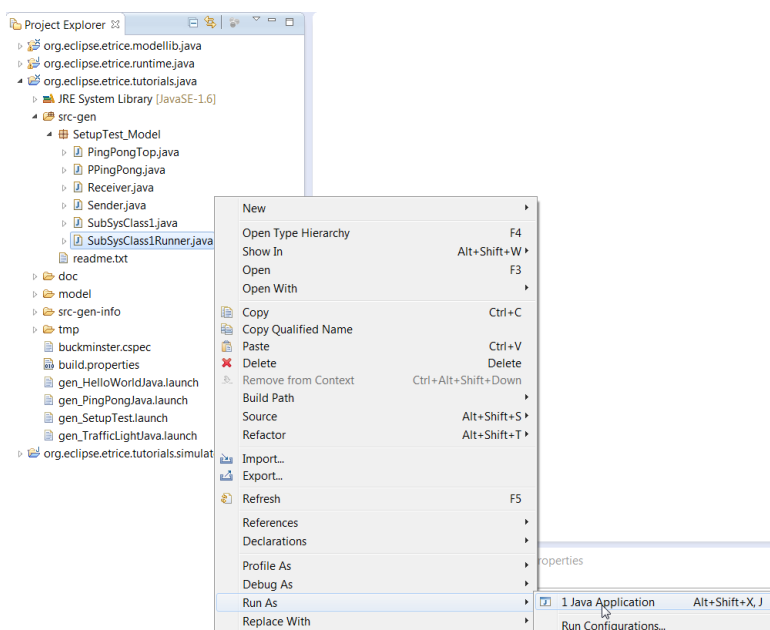 Project Explorer
org.eclipse.etrice.modellib.java
org.eclipse.etrice.runtime.java
org.eclipse.etrice.tutorials.java
JRE System Library [JavaSE-1.6]
src-gen
SetupTest_Model
PingPongTop.java
PPingPong.java
Receiver.java
Sender.java
SubSysClass1.java
SubSysClass1Runner.java
readme.txt
doc
model
src-gen-info
tmp
buckminster.cspec
build.properties
gen_HelloWorldJava.launch
gen_PingPongJava.launch
gen_SetupTest.launch
gen_TrafficLightJava.launch
org.eclipse.etrice.tutorials.simulat
New
Open Type Hierarchy F4
Show In Alt+Shift+W
Open F3
Open With
Copy Ctrl+C
Copy Qualified Name
Paste Ctrl+V
Delete Delete
Remove from Context Ctrl+Alt+Shift+Down
Build Path
Source Alt+Shift+S
Refactor Alt+Shift+T
Import...
Export...
Refresh F5
References
Declarations
Profile As
Debug As
Run As
Replace With
roperties
1 Java Application Alt+Shift+X, J
Run Configurations...